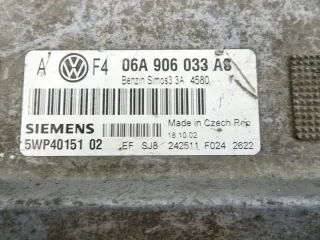 A F4 06A 906 033 AC
Benzin Simos3 3A 4580
SIEMENS
Made in Czech Rep
16.10.02
5WP40151 02
EF SJ8 242511 F024 2622